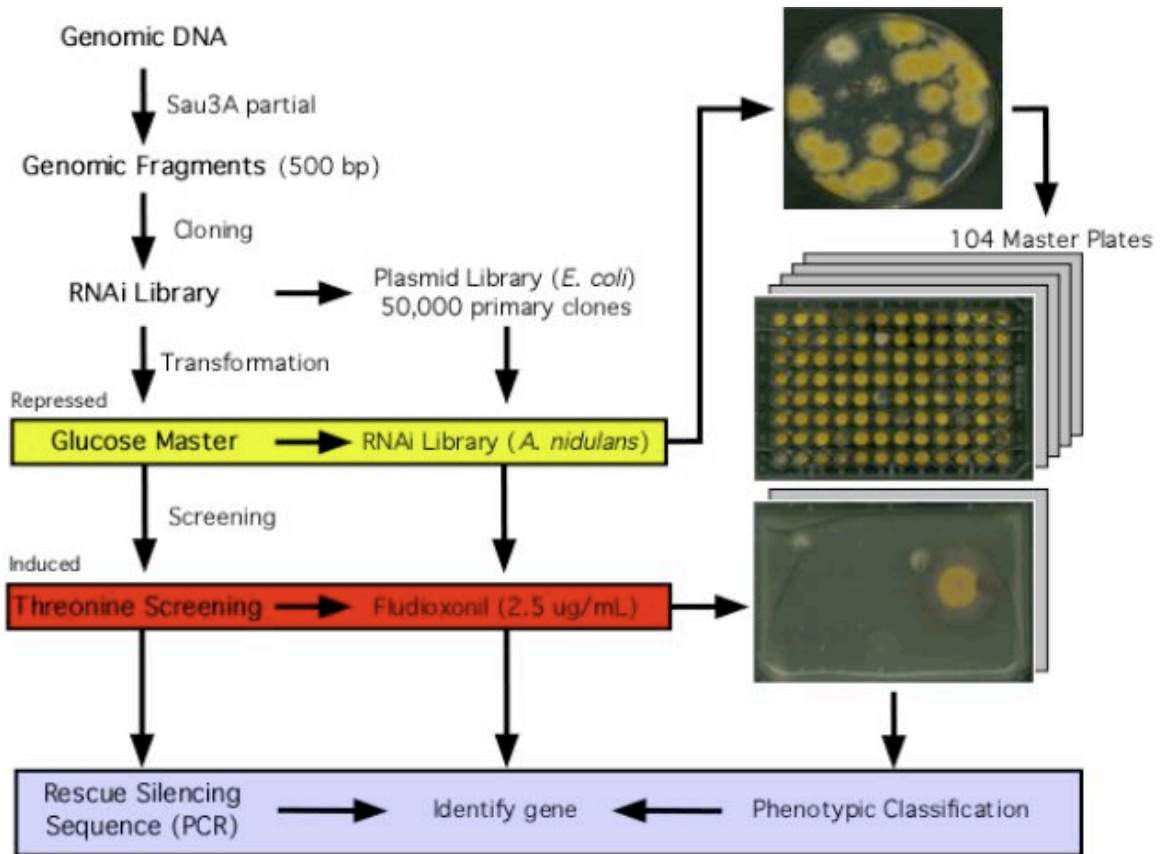 Genomic DNA
Sau3A partial
Genomic Fragments (500 bp)
Cloning
RNAi Library
Plasmid Library (E. coli)
50,000 primary clones
104 Master Plates
Transformation
Repressed
Glucose Master
RNAi Library (A. nidulans)
Screening
Induced
Threonine Screening
Fludioxonil (2.5 ug/mL)
Rescue Silencing
Sequence (PCR)
Identify gene
Phenotypic Classification